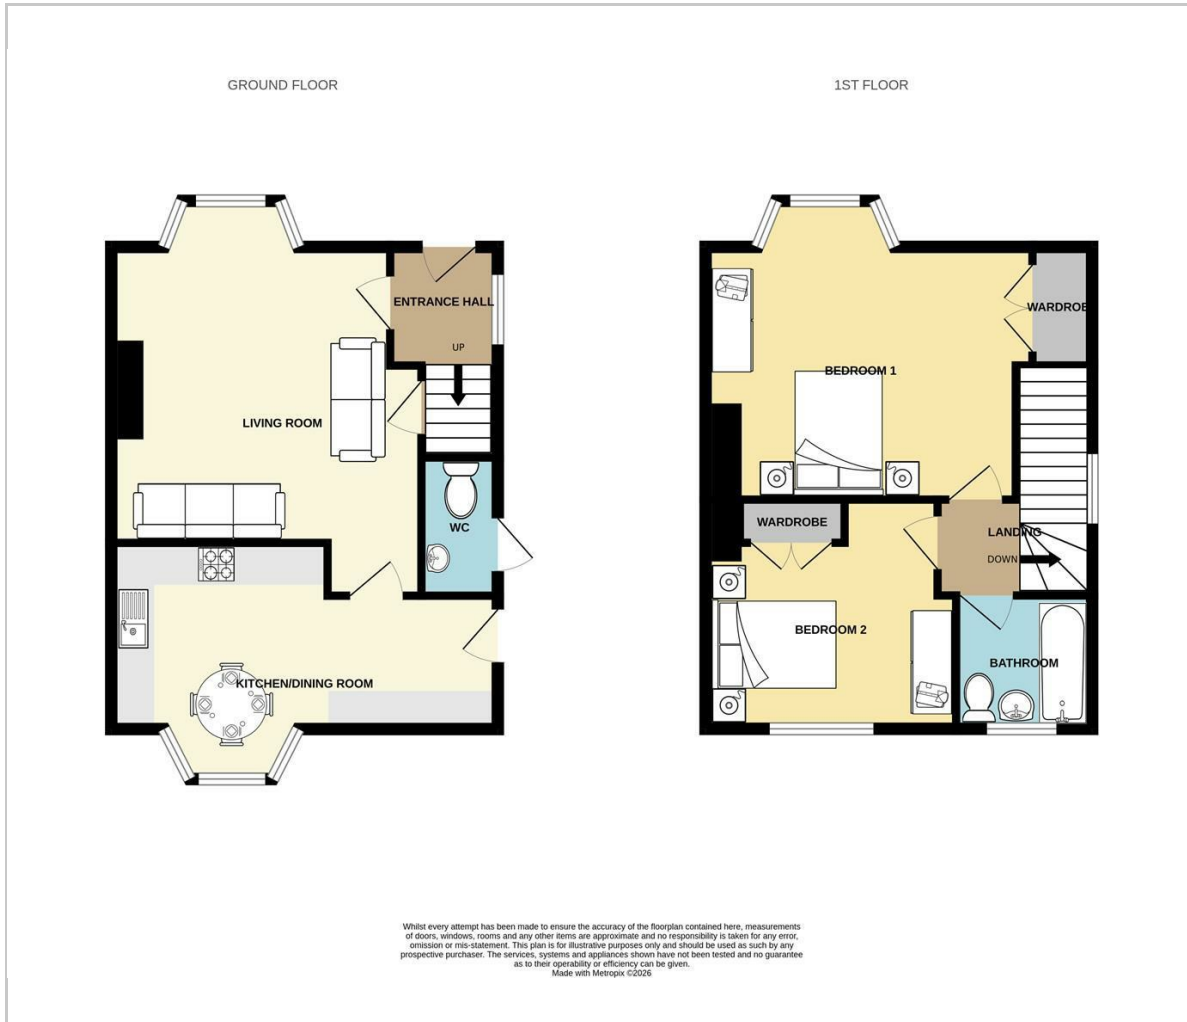 GROUND FLOOR
1ST FLOOR
ENTRANCE HALL
UP
LIVING ROOM
WC
KITCHEN/DINING ROOM
WARDROBE
BEDROOM 1
WARDROBE
LANDING
DOWN
BEDROOM 2
BATHROOM
Whilst every attempt has been made to ensure the accuracy of the floorplan contained here, measurements
of doors, windows, rooms and any other items are approximate and no responsibility is taken for any error,
omission or mis-statement. This plan is for illustrative purposes only and should be used as such by any
prospective purchaser. The services, systems and appliances shown have not been tested and no guarantee
as to their operability or efficiency can be given.
Made with Metropix ©2026